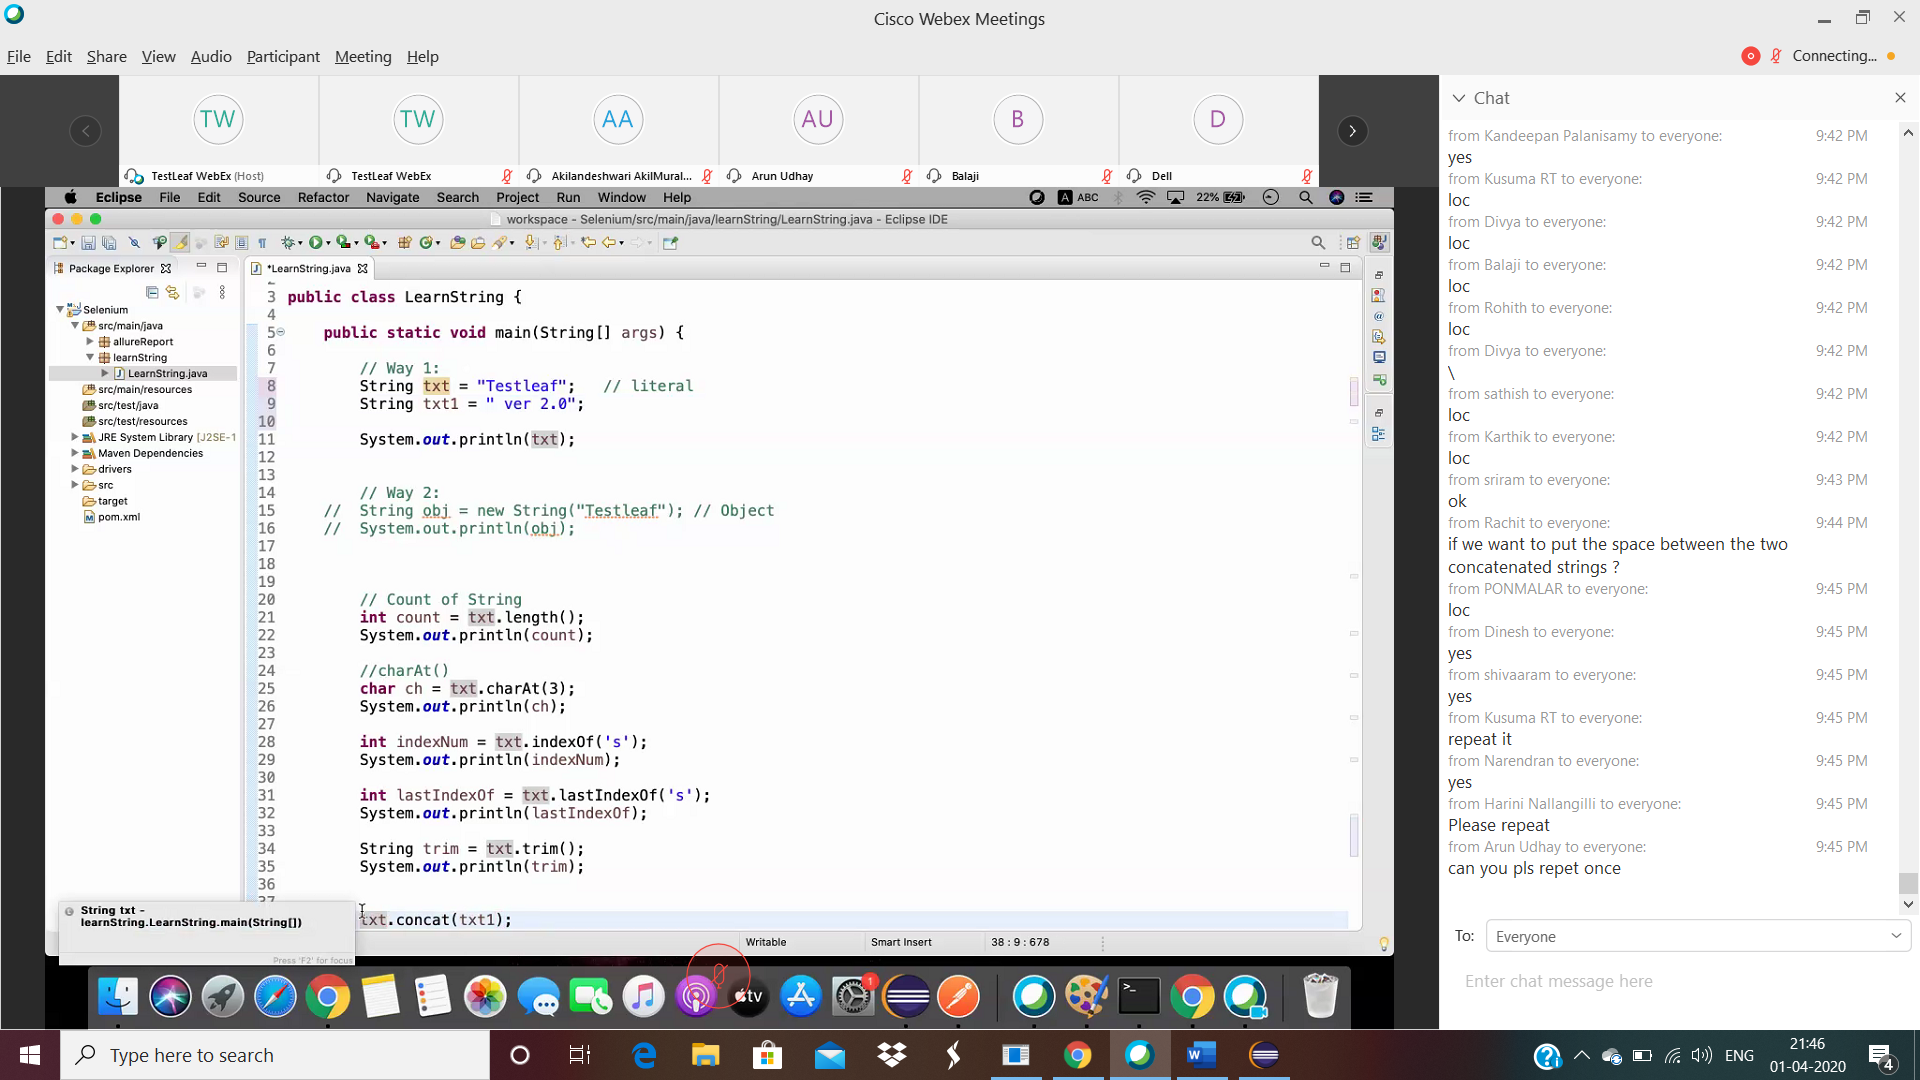 Cisco Webex Meetings
File Edit Share View Audio Participant Meeting Help
Connecting...
TW TW AA AU B D
TestLeaf WebEx (Host) TestLeaf WebEx Akilandeshwari AkilMural... Arun Udhay Balaji Dell
Eclipse File Edit Source Refactor Navigate Search Project Run Window Help
A ABC 22%
workspace - Selenium/src/main/java/learnString/LearnString.java - Eclipse IDE
Package Explorer
Selenium
src/main/java
allureReport
learnString
LearnString.java
src/main/resources
src/test/java
src/test/resources
JRE System Library [J2SE-1
Maven Dependencies
drivers
src
target
pom.xml
*LearnString.java
2
3 public class LearnString {
4
5 public static void main(String[] args) {
6
7 // Way 1:
8 String txt = "Testleaf"; // literal
9 String txt1 = " ver 2.0";
10
11 System.out.println(txt);
12
13
14 // Way 2:
15 // String obj = new String("Testleaf"); // Object
16 // System.out.println(obj);
17
18
19
20 // Count of String
21 int count = txt.length();
22 System.out.println(count);
23
24 //charAt()
25 char ch = txt.charAt(3);
26 System.out.println(ch);
27
28 int indexNum = txt.indexOf('s');
29 System.out.println(indexNum);
30
31 int lastIndexOf = txt.lastIndexOf('s');
32 System.out.println(lastIndexOf);
33
34 String trim = txt.trim();
35 System.out.println(trim);
36
37
txt.concat(txt1);
String txt -
learnString.LearnString.main(String[])
Press 'F2' for focus
Writable Smart Insert 38 : 9 : 678
1
tv
>_
Chat
from Kandeepan Palanisamy to everyone: 9:42 PM
yes
from Kusuma RT to everyone: 9:42 PM
loc
from Divya to everyone: 9:42 PM
loc
from Balaji to everyone: 9:42 PM
loc
from Rohith to everyone: 9:42 PM
loc
from Divya to everyone: 9:42 PM
\
from sathish to everyone: 9:42 PM
loc
from Karthik to everyone: 9:42 PM
loc
from sriram to everyone: 9:43 PM
ok
from Rachit to everyone: 9:44 PM
if we want to put the space between the two
concatenated strings ?
from PONMALAR to everyone: 9:45 PM
loc
from Dinesh to everyone: 9:45 PM
yes
from shivaaram to everyone: 9:45 PM
yes
from Kusuma RT to everyone: 9:45 PM
repeat it
from Narendran to everyone: 9:45 PM
yes
from Harini Nallangilli to everyone: 9:45 PM
Please repeat
from Arun Udhay to everyone: 9:45 PM
can you pls repet once
To: Everyone
Enter chat message here
Type here to search
ENG
21:46
01-04-2020
4